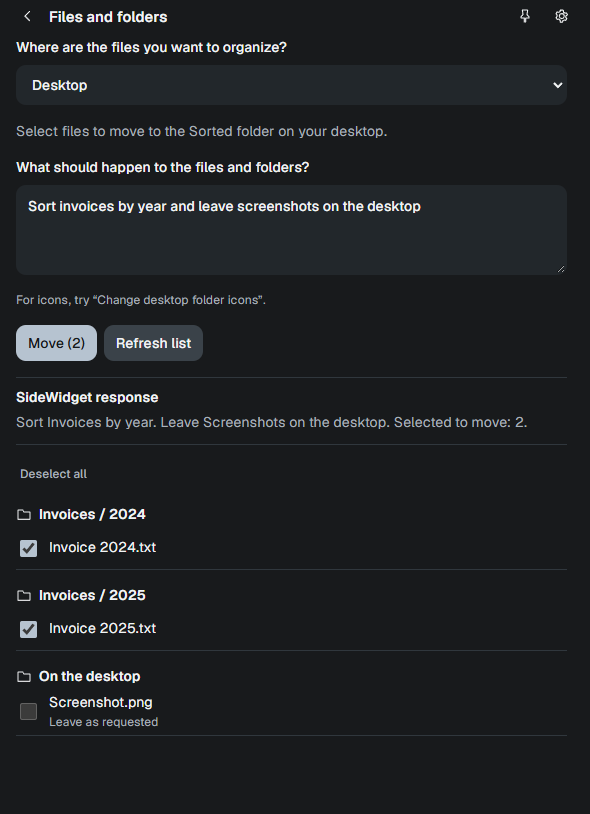 Files and folders
Where are the files you want to organize?
Desktop
Select files to move to the Sorted folder on your desktop.
What should happen to the files and folders?
Sort invoices by year and leave screenshots on the desktop
For icons, try “Change desktop folder icons”.
Move (2)
Refresh list
SideWidget response
Sort Invoices by year. Leave Screenshots on the desktop. Selected to move: 2.
Deselect all
Invoices / 2024
Invoice 2024.txt
Invoices / 2025
Invoice 2025.txt
On the desktop
Screenshot.png
Leave as requested